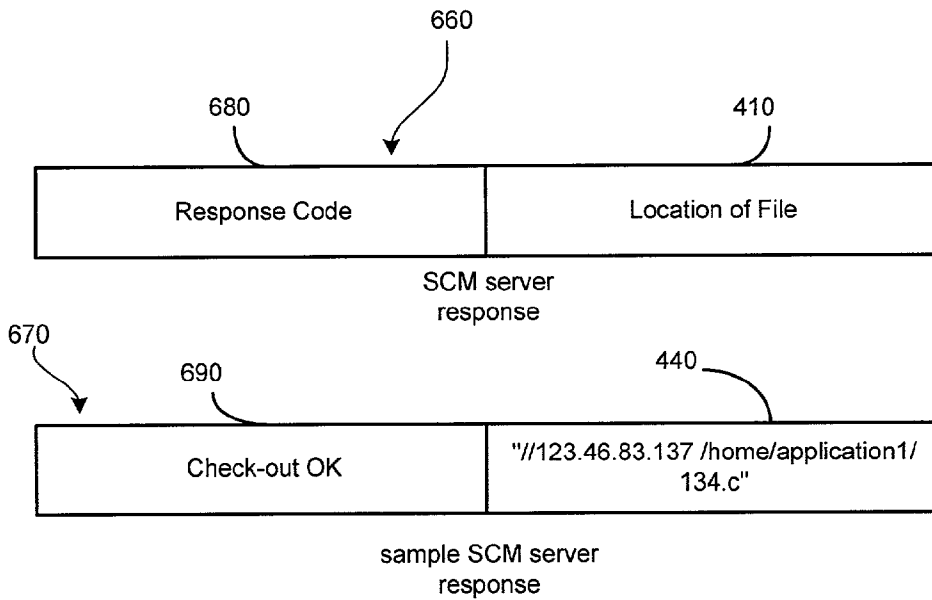 660
680
410
Response Code
Location of File
SCM server
response
670
690
440
Check-out OK
"//123.46.83.137 /home/application1/
134.c"
sample SCM server
response